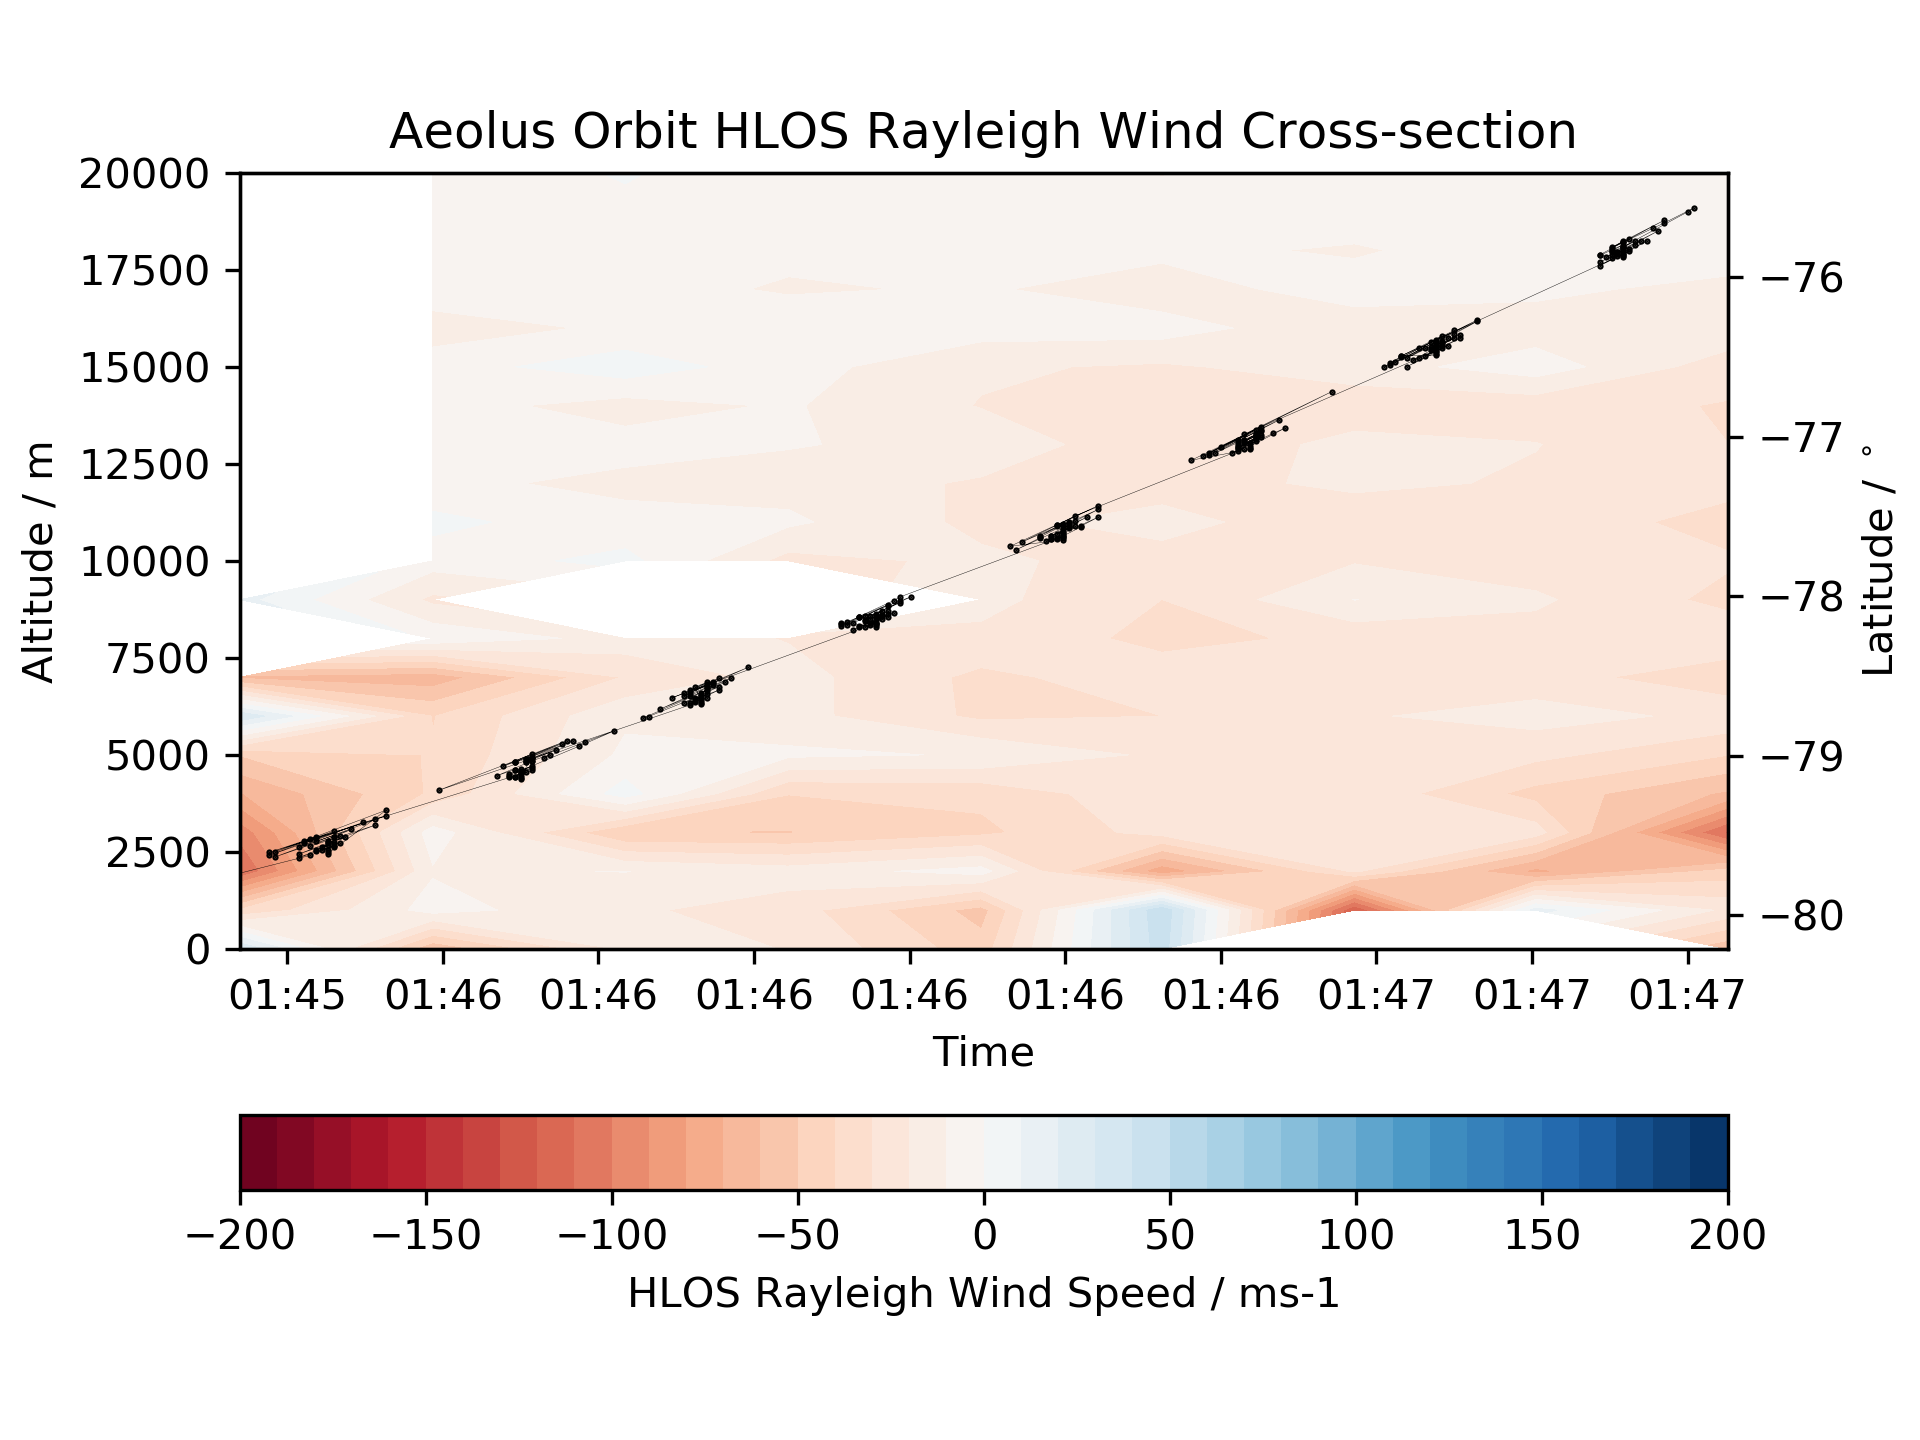 Aeolus Orbit HLOS Rayleigh Wind Cross-section
20000
17500
15000
12500
10000
7500
5000
2500
0
Altitude / m
−76
−77
−78
−79
−80
Latitude / °
01:45 01:46 01:46 01:46 01:46 01:46 01:46 01:47 01:47 01:47
Time
−200 −150 −100 −50 0 50 100 150 200
HLOS Rayleigh Wind Speed / ms-1